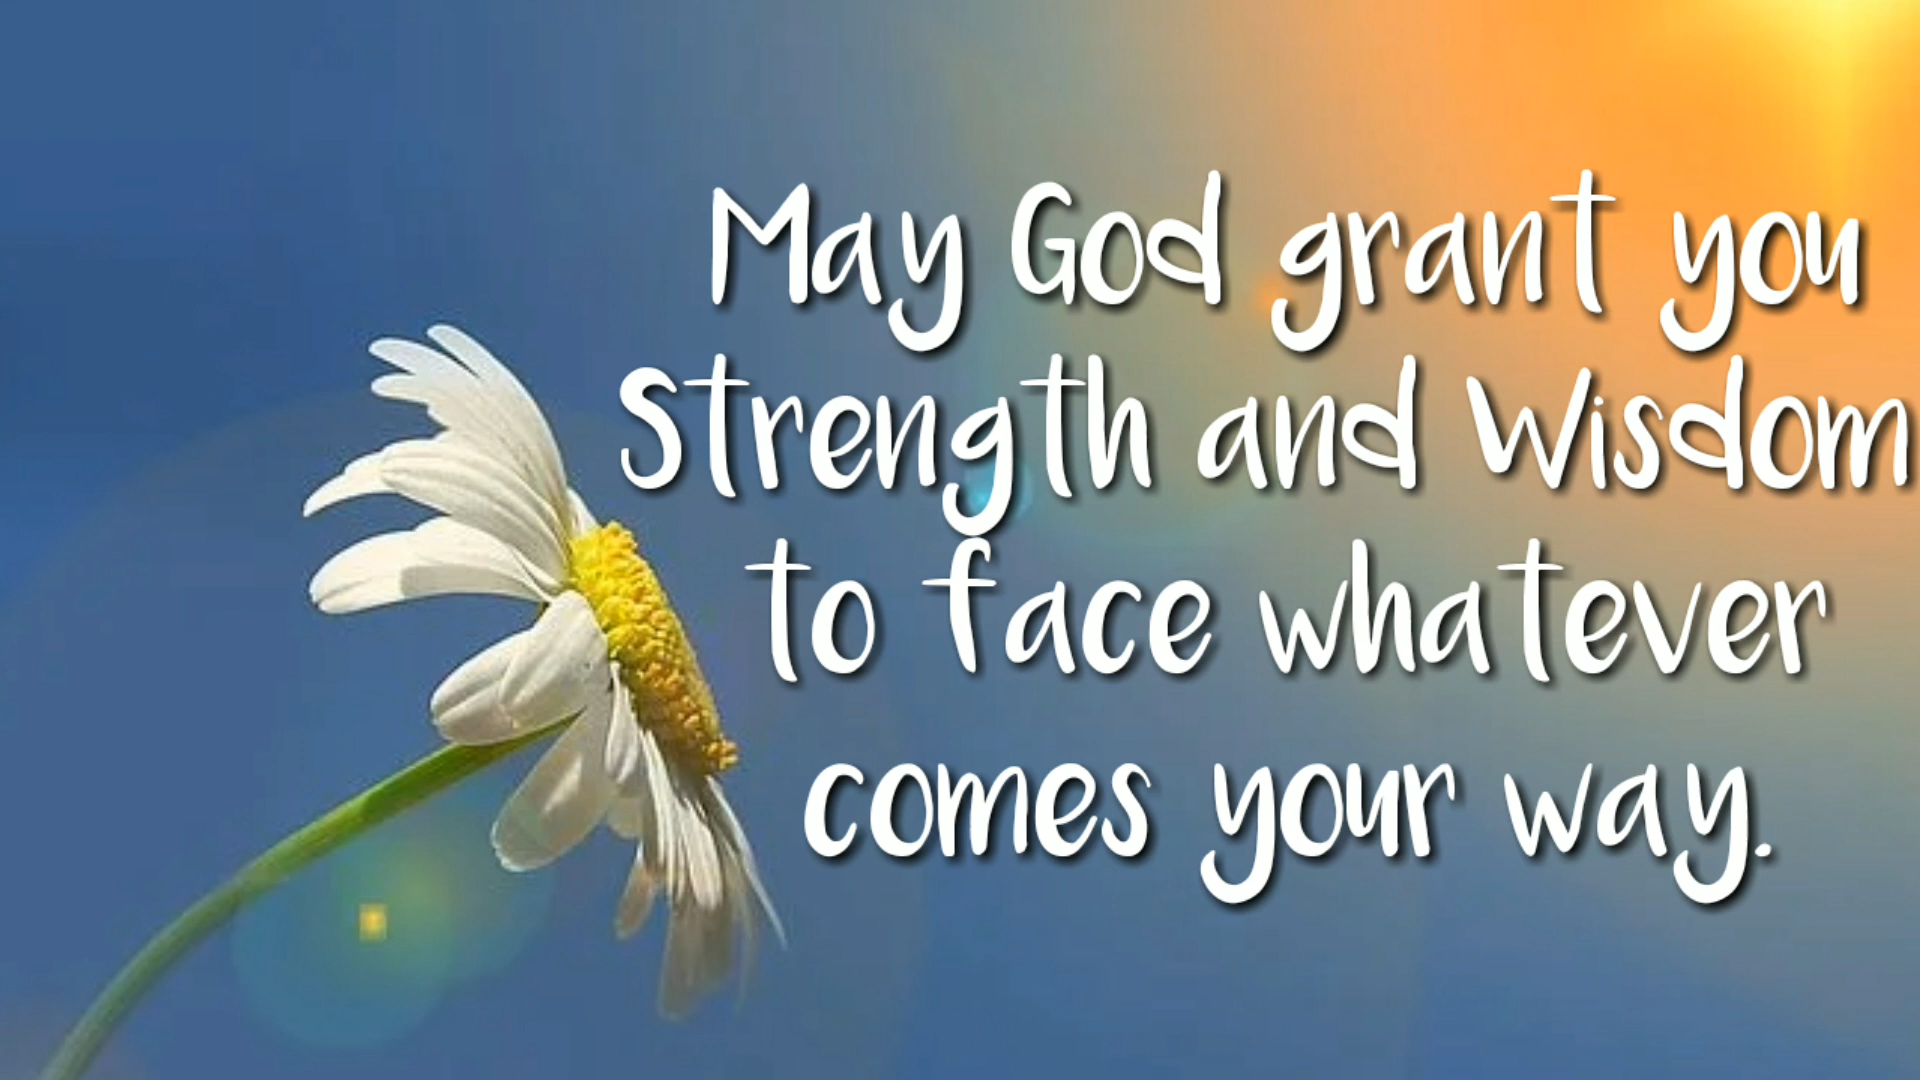 May God grant you
Strength and Wisdom
to face whatever
comes your way.